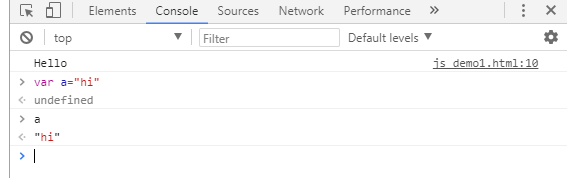 Elements Console Sources Network Performance »
top ▼ Filter Default levels ▼
Hello js_demo1.html:10
> var a="hi"
undefined
> a
"hi"
>